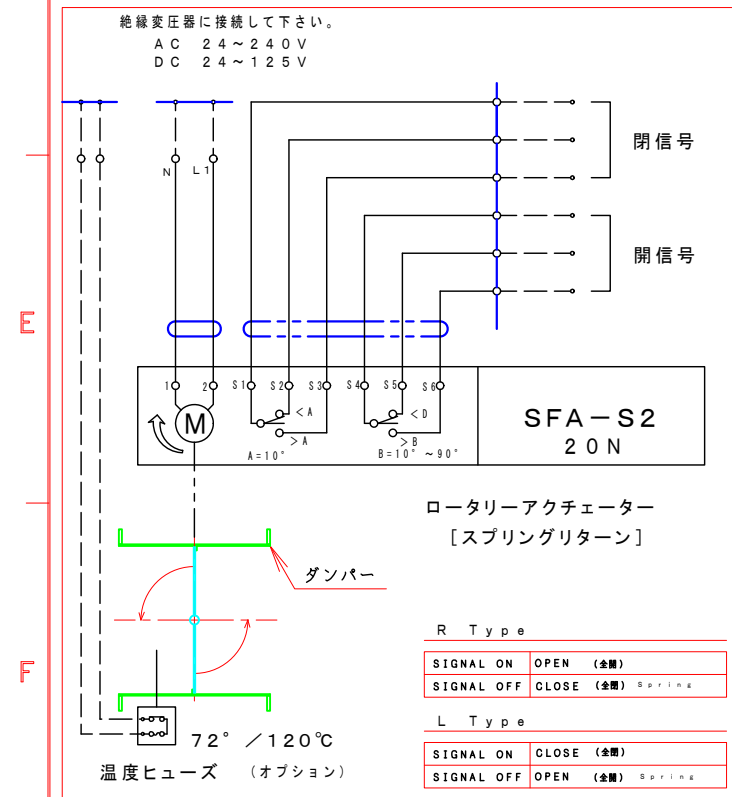 絶縁変圧器に接続して下さい。
AC 24~240V
DC 24~125V
N
L1
閉信号
開信号
E
1
2
S1
S2
S3
S4
S5
S6
M
<A
>A
A=10°
<D
>B
B=10° ~90°
SFA-S2
20N
ロータリーアクチェーター
[スプリングリターン]
ダンパー
F
R Type
SIGNAL ON OPEN (全開)
SIGNAL OFF CLOSE (全閉) Spring
L Type
SIGNAL ON CLOSE (全閉)
SIGNAL OFF OPEN (全開) Spring
72° /120℃
温度ヒューズ (オプション)